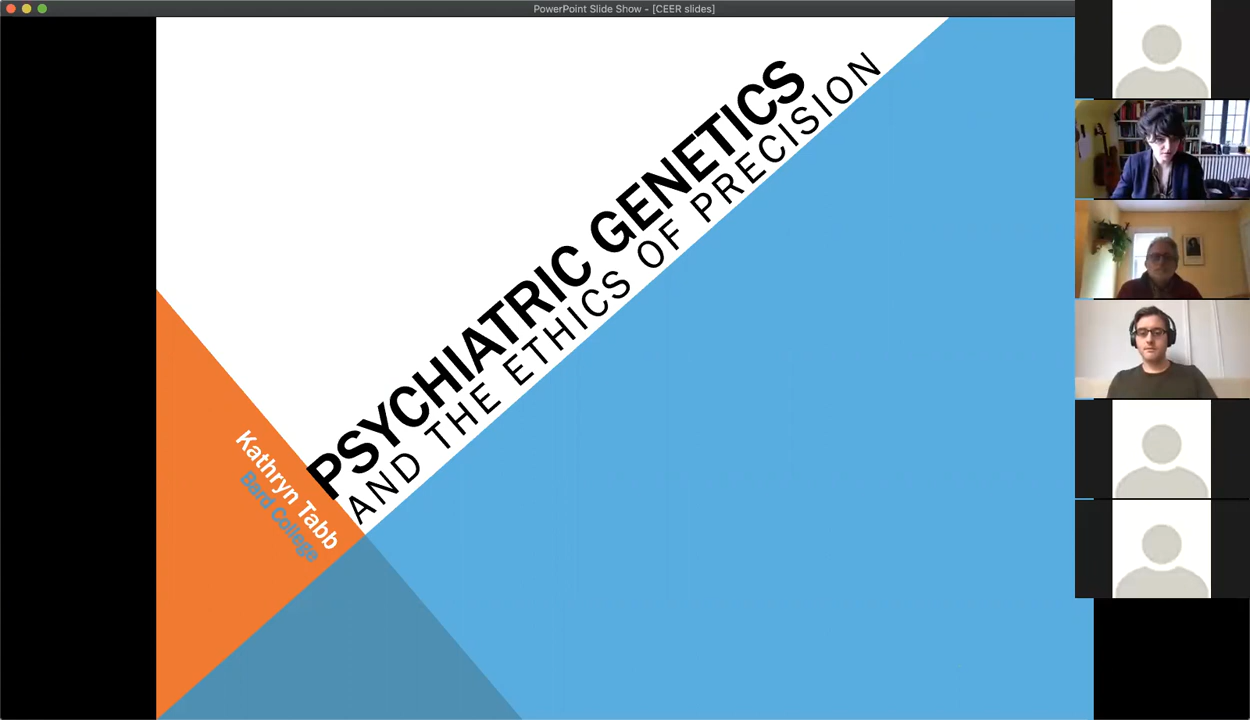 PowerPoint Slide Show - [CEER slides]
PSYCHIATRIC GENETICS
AND THE ETHICS OF PRECISION
Kathryn Tabb
Bard College